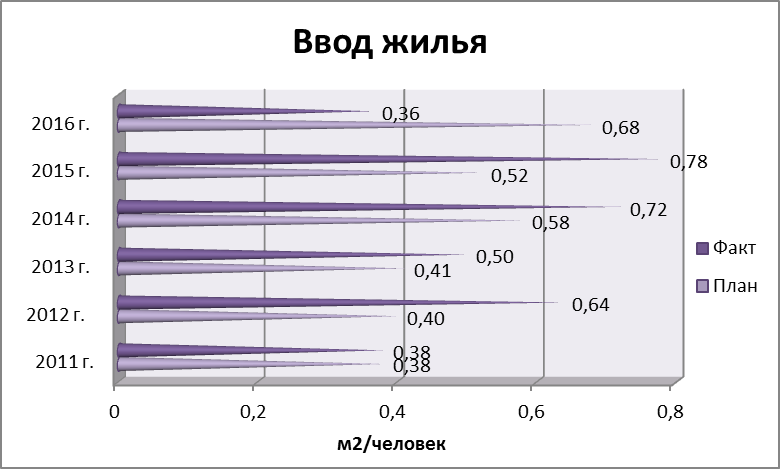 Ввод жилья
2016 г.
0,36
0,68
2015 г.
0,78
0,52
2014 г.
0,72
0,58
2013 г.
0,50
0,41
2012 г.
0,64
0,40
2011 г.
0,38
0,38
Факт
План
0 0,2 0,4 0,6 0,8
м2/человек